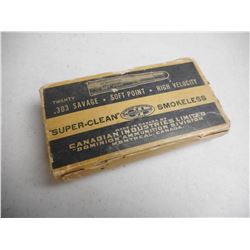 TWENTY
.303 SAVAGE • SOFT POINT • HIGH VELOCITY
"SUPER-CLEAN" SMOKELESS
CANADIAN INDUSTRIES LIMITED
"DOMINION" AMMUNITION DIVISION
MONTREAL, CANADA